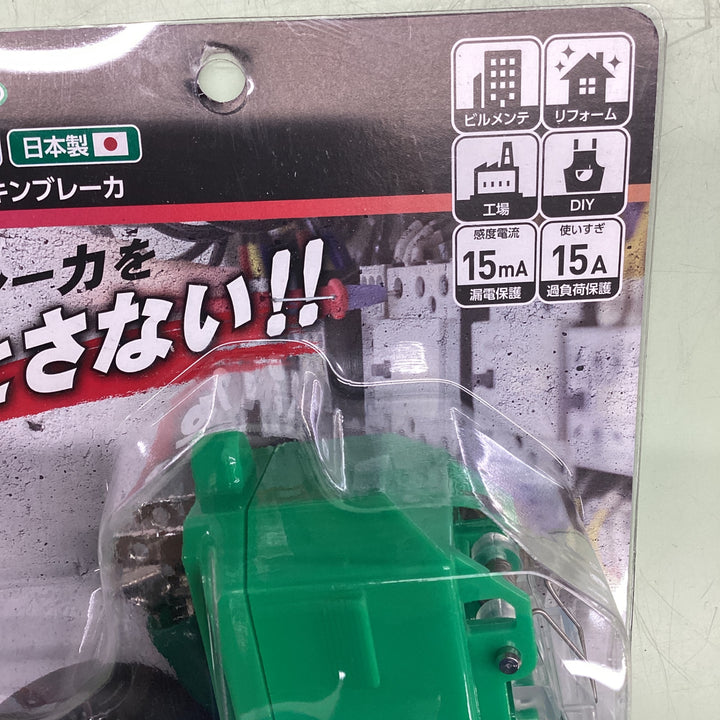 ビルメンテ
リフォーム
日本製
キンブレーカ
工場
DIY
ーカを
とさない!!
感度電流
15mA
漏電保護
使いすぎ
15A
過負荷保護